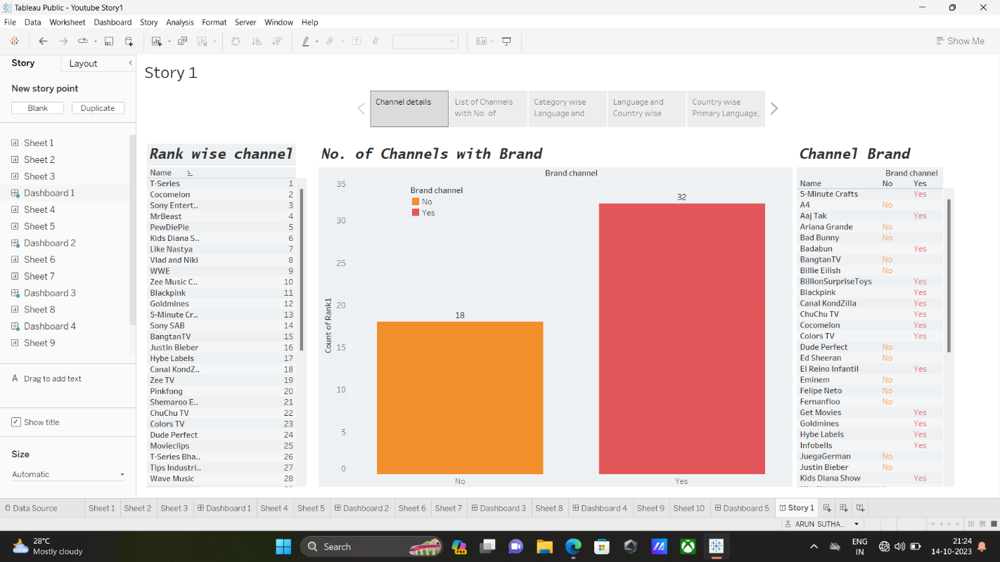 Tableau Public - Youtube Story1
File Data Worksheet Dashboard Story Analysis Format Server Window Help
Show Me
Story Layout
New story point
Blank Duplicate
Sheet 1
Sheet 2
Sheet 3
Dashboard 1
Sheet 4
Sheet 5
Dashboard 2
Sheet 6
Sheet 7
Dashboard 3
Sheet 8
Dashboard 4
Sheet 9
A Drag to add text
Show title
Size
Automatic
Story 1
Channel details
List of Channels
with No. of
Category wise
Language and
Language and
Country wise
Country wise
Primary Language,
Rank wise channel
Name
T-Series 1
Cocomelon 2
Sony Entert.. 3
MrBeast 4
PewDiePie 5
Kids Diana S.. 6
Like Nastya 7
Vlad and Niki 8
WWE 9
Zee Music C.. 10
Blackpink 11
Goldmines 12
5-Minute Cr.. 13
Sony SAB 14
BangtanTV 15
Justin Bieber 16
Hybe Labels 17
Canal KondZ.. 18
Zee TV 19
Pinkfong 20
Shemaroo E.. 21
ChuChu TV 22
Colors TV 23
Dude Perfect 24
Movieclips 25
T-Series Bha.. 26
Tips Industri.. 27
Wave Music 28
No. of Channels with Brand
Brand channel
Brand channel
No
Yes
Count of Rank1
35
30
25
20
15
10
5
0
18
32
No Yes
Channel Brand
Brand channel
Name No Yes
5-Minute Crafts Yes
A4 No
Aaj Tak Yes
Ariana Grande No
Bad Bunny No
Badabun Yes
BangtanTV No
Billie Eilish No
BillionSurpriseToys Yes
Blackpink Yes
Canal KondZilla Yes
ChuChu TV Yes
Cocomelon Yes
Colors TV Yes
Dude Perfect No
Ed Sheeran No
El Reino Infantil Yes
Eminem No
Felipe Neto No
Fernanfloo No
Get Movies Yes
Goldmines Yes
Hybe Labels Yes
Infobells Yes
JuegaGerman No
Justin Bieber No
Kids Diana Show Yes
Data Source Sheet 1 Sheet 2 Sheet 3 Dashboard 1 Sheet 4 Sheet 5 Dashboard 2 Sheet 6 Sheet 7 Dashboard 3 Sheet 8 Dashboard 4 Sheet 9 Sheet 10 Dashboard 5 Story 1
ARUN SUTHA...
28°C
Mostly cloudy
Search
PRE
ENG
IN
21:24
14-10-2023